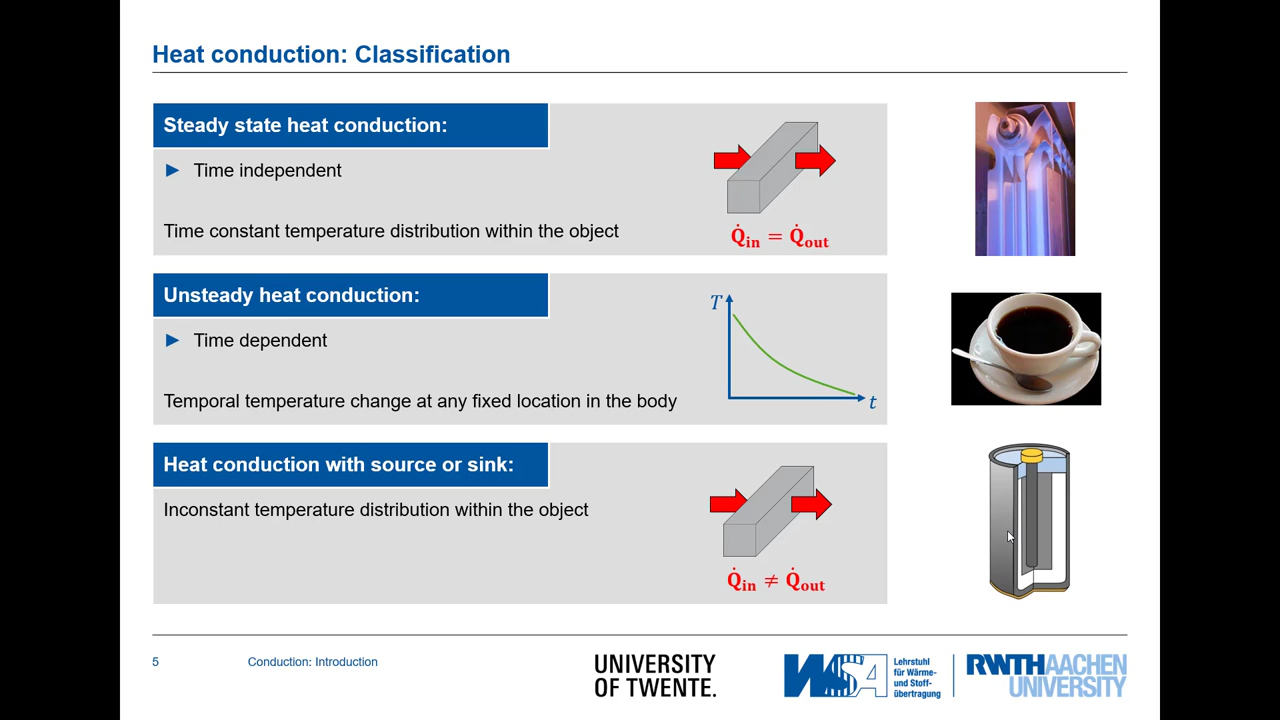 Heat conduction: Classification
Steady state heat conduction:
► Time independent
Time constant temperature distribution within the object
Q̇in = Q̇out
Unsteady heat conduction:
► Time dependent
Temporal temperature change at any fixed location in the body
T
t
Heat conduction with source or sink:
Inconstant temperature distribution within the object
Q̇in ≠ Q̇out
5
Conduction: Introduction
UNIVERSITY
OF TWENTE.
WSA
Lehrstuhl
für Wärme-
und Stoff-
übertragung
RWTHAACHEN
UNIVERSITY